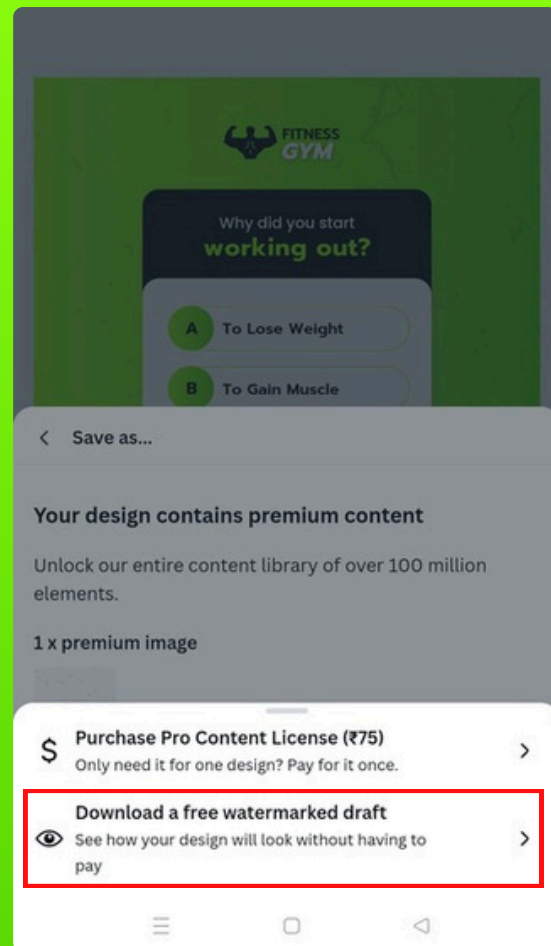 FITNESS
GYM
Why did you start
working out?
A To Lose Weight
B To Gain Muscle
Save as...
Your design contains premium content
Unlock our entire content library of over 100 million
elements.
1 x premium image
Purchase Pro Content License (₹75)
Only need it for one design? Pay for it once.
Download a free watermarked draft
See how your design will look without having to
pay